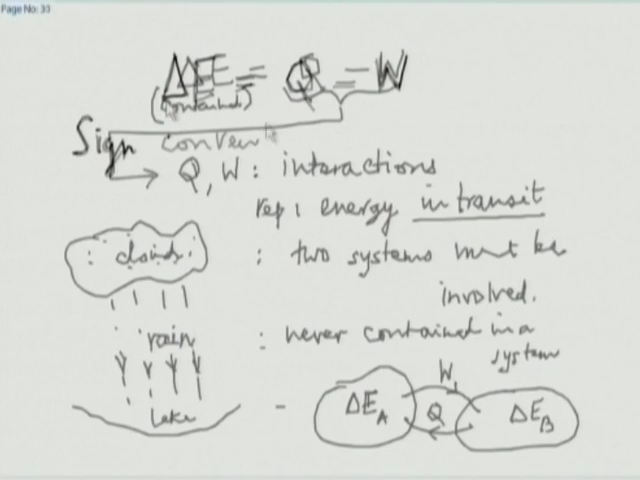 Page No: 33
ΔE = Q - W
(contained)
Sign conven
Q, W : interactions
rep : energy in transit
clouds
: two systems must be
involved.
rain
: never contained in a
system
lake
W
ΔE_A Q ΔE_B